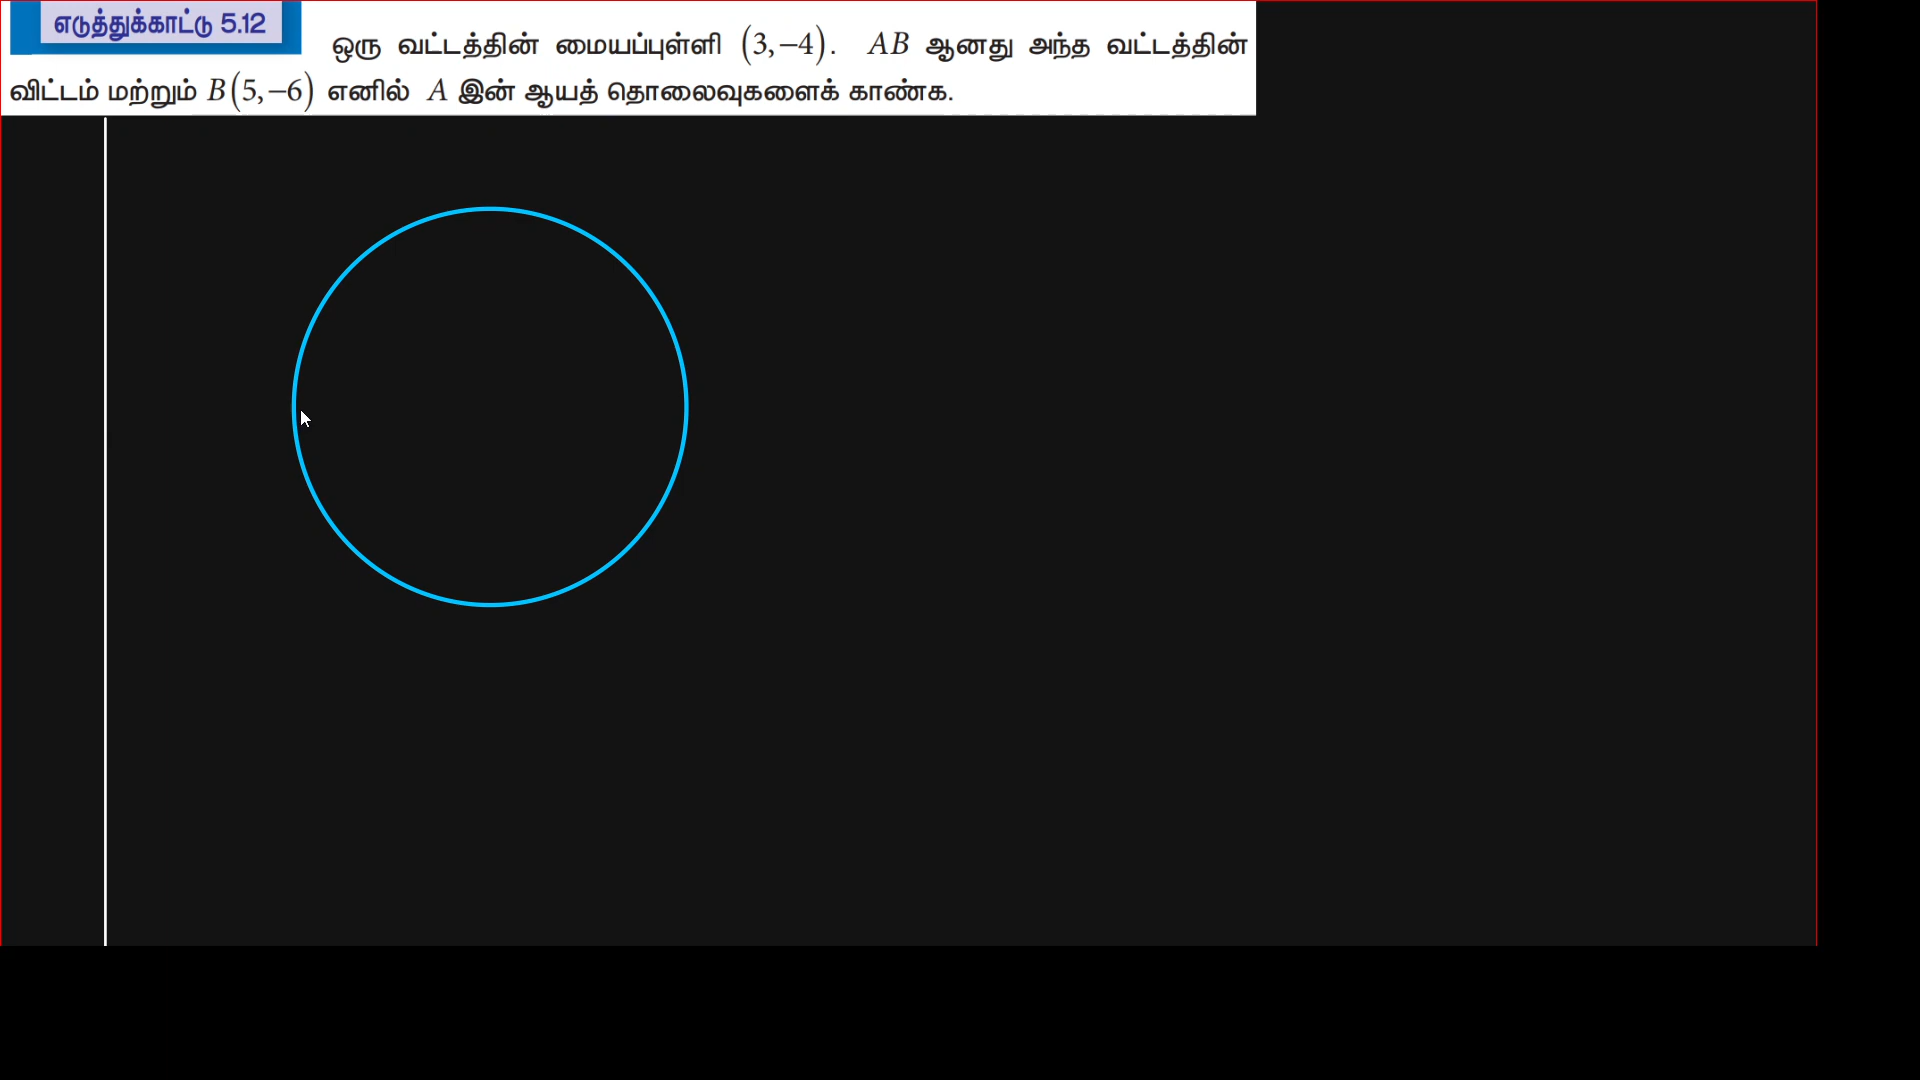 எடுத்துக்காட்டு 5.12
ஒரு வட்டத்தின் மையப்புள்ளி (3,−4). AB ஆனது அந்த வட்டத்தின்
விட்டம் மற்றும் B(5,−6) எனில் A இன் ஆயத் தொலைவுகளைக் காண்க.